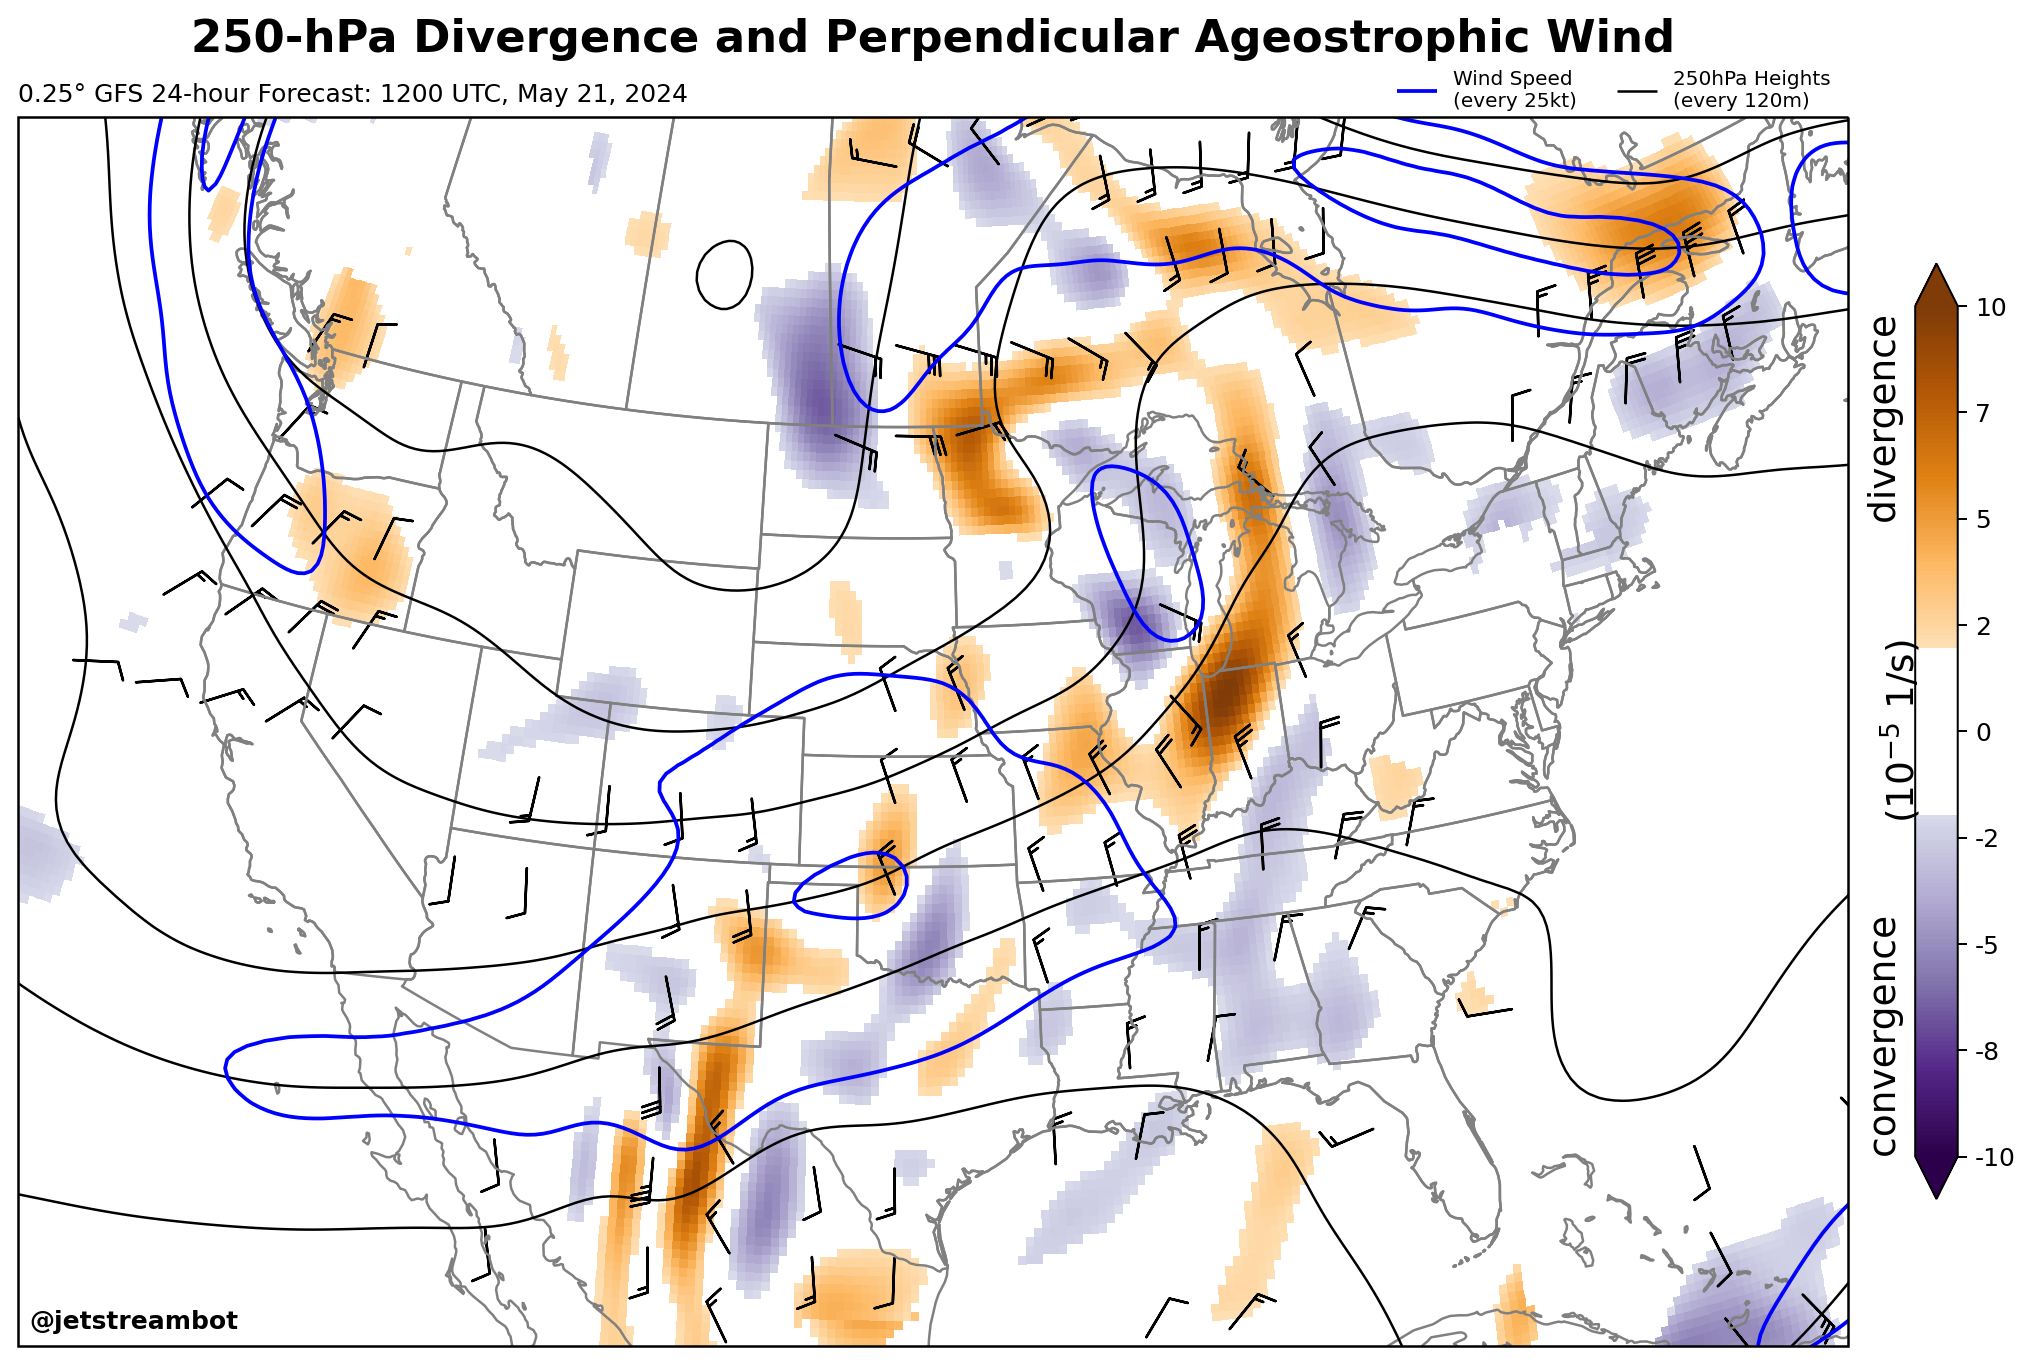 250-hPa Divergence and Perpendicular Ageostrophic Wind
0.25° GFS 24-hour Forecast: 1200 UTC, May 21, 2024
Wind Speed
(every 25kt)
250hPa Heights
(every 120m)
divergence
(10⁻⁵ 1/s)
convergence
10
7
5
2
0
-2
-5
-8
-10
@jetstreambot